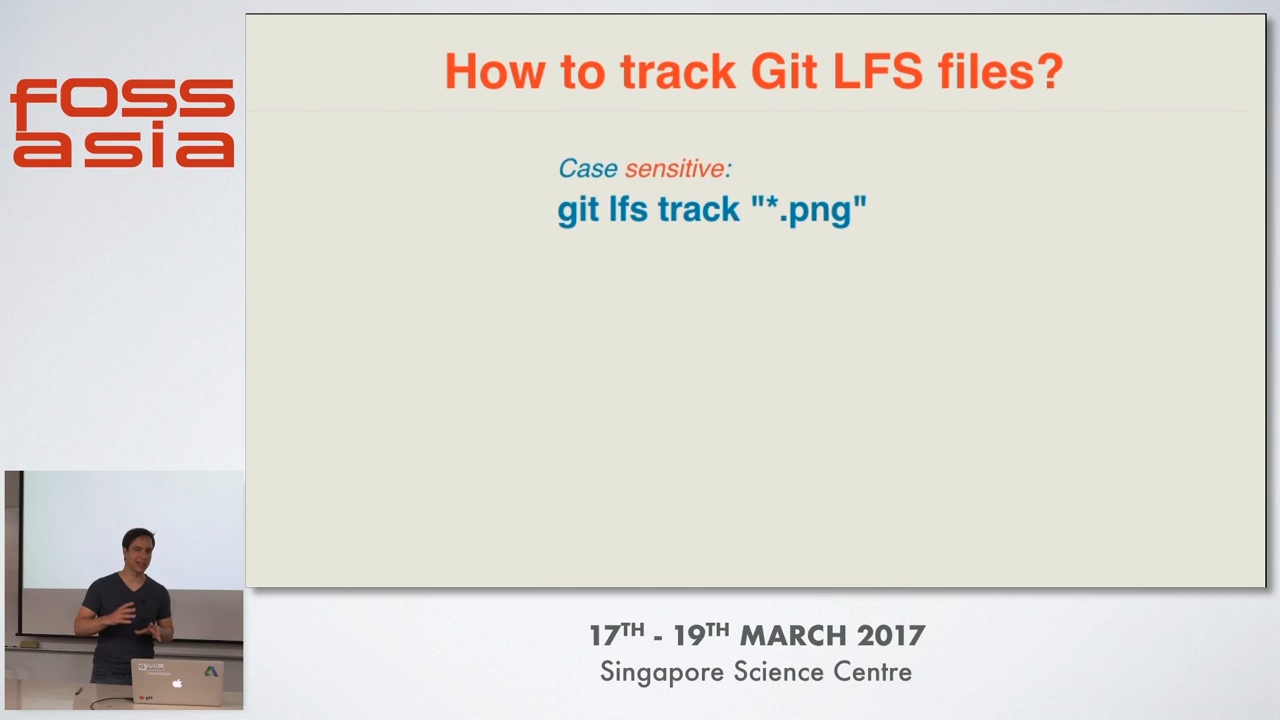 foss
asia
How to track Git LFS files?
Case sensitive:
git lfs track "*.png"
17TH - 19TH MARCH 2017
Singapore Science Centre